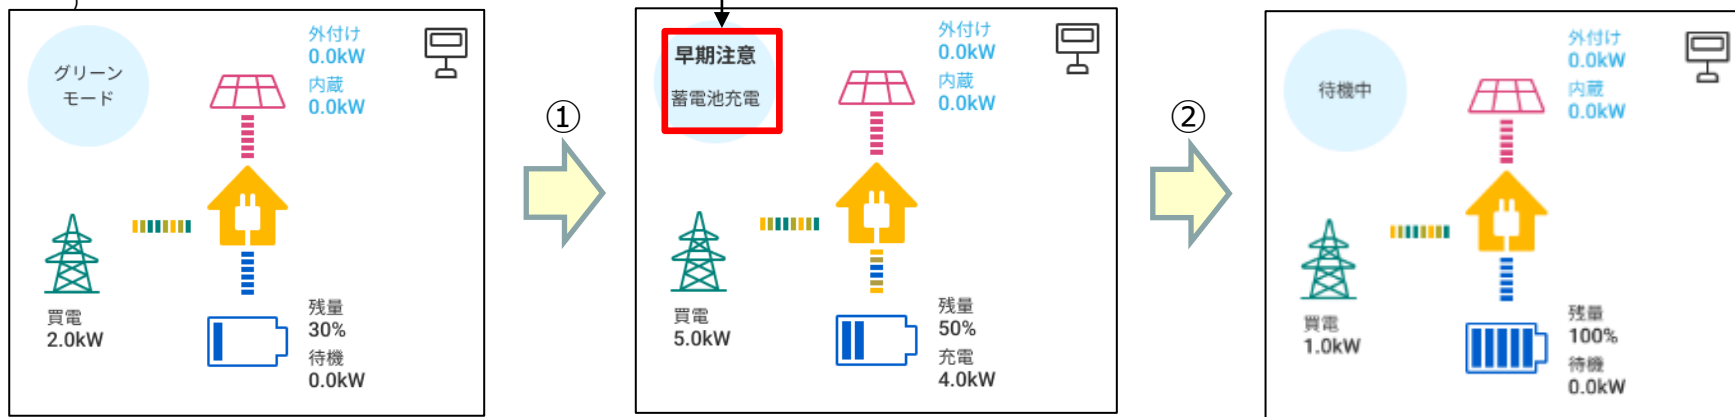 グリーン
モード
外付け
0.0kW
内蔵
0.0kW
買電
2.0kW
残量
30%
待機
0.0kW
①
早期注意
蓄電池充電
外付け
0.0kW
内蔵
0.0kW
買電
5.0kW
残量
50%
充電
4.0kW
②
待機中
外付け
0.0kW
内蔵
0.0kW
買電
1.0kW
残量
100%
待機
0.0kW